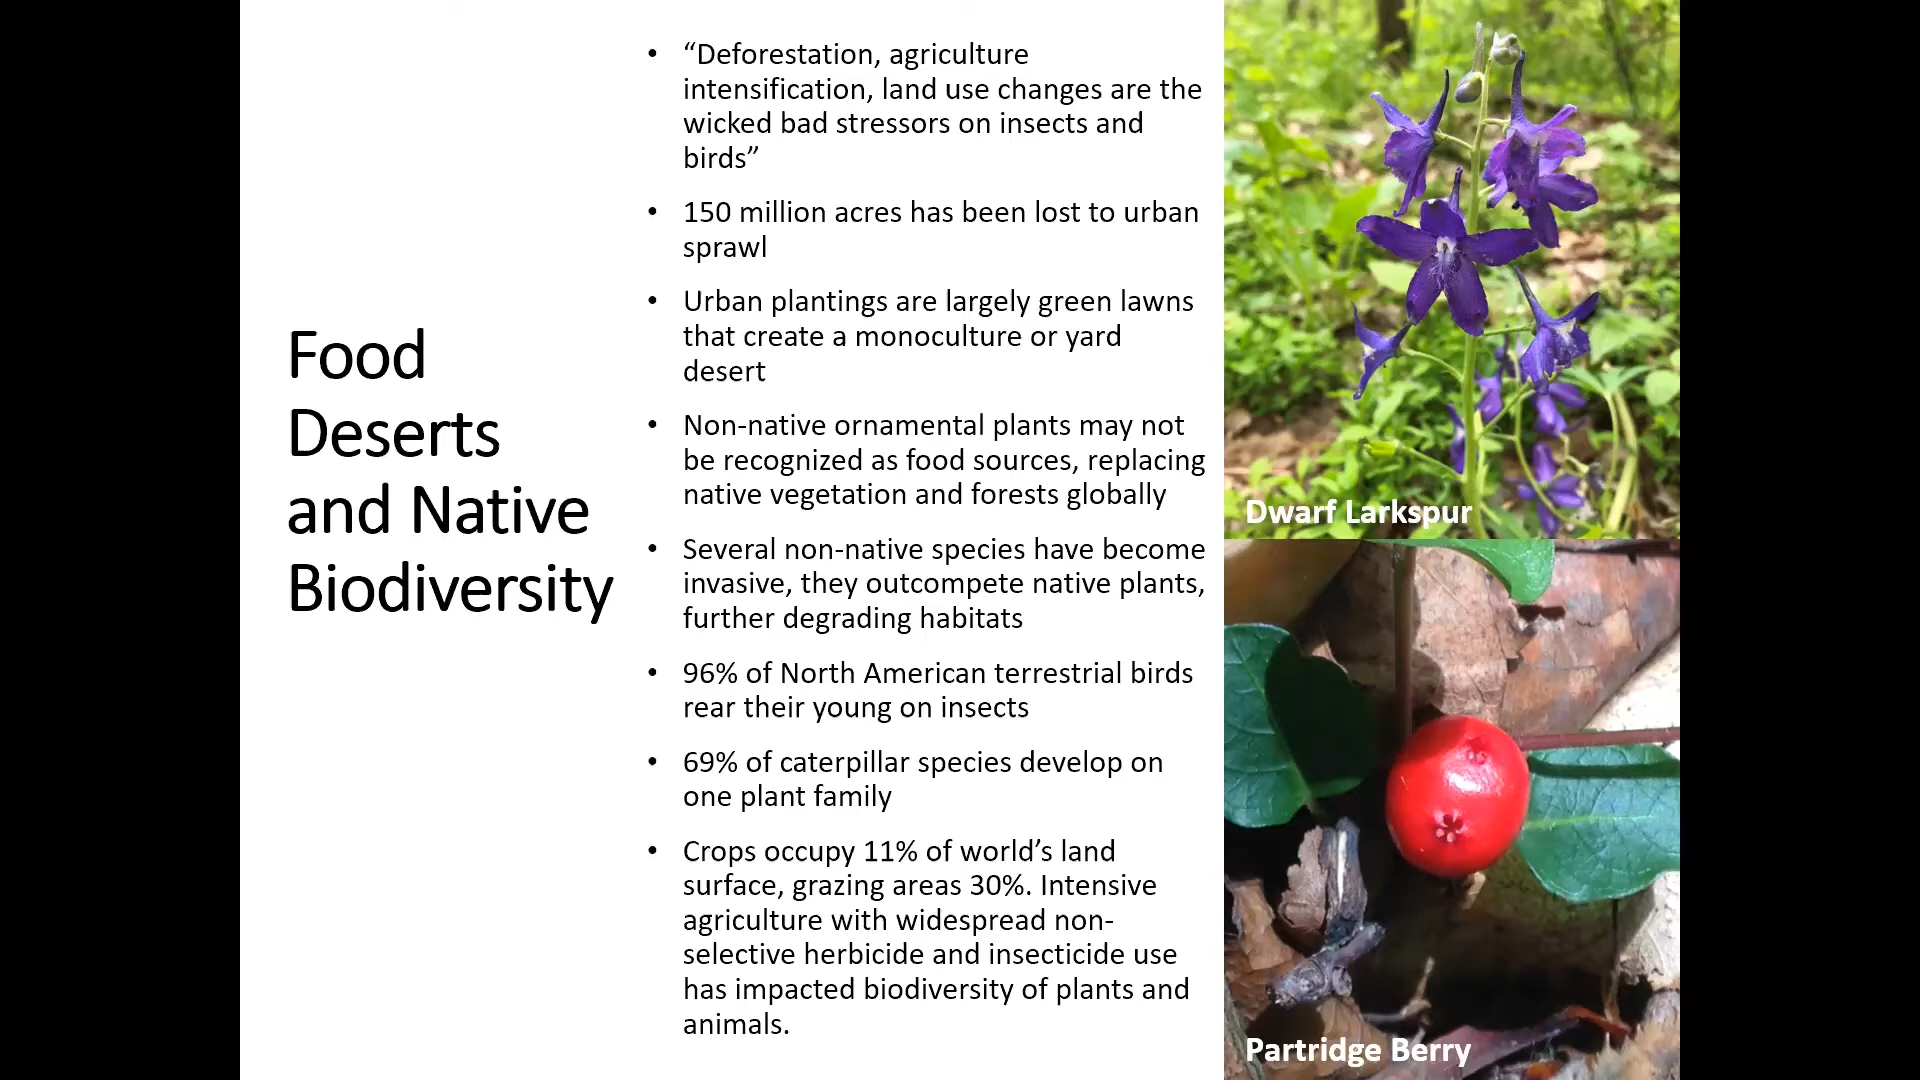 Food
Deserts
and Native
Biodiversity
• “Deforestation, agriculture
intensification, land use changes are the
wicked bad stressors on insects and
birds”
• 150 million acres has been lost to urban
sprawl
• Urban plantings are largely green lawns
that create a monoculture or yard
desert
• Non-native ornamental plants may not
be recognized as food sources, replacing
native vegetation and forests globally
• Several non-native species have become
invasive, they outcompete native plants,
further degrading habitats
• 96% of North American terrestrial birds
rear their young on insects
• 69% of caterpillar species develop on
one plant family
• Crops occupy 11% of world’s land
surface, grazing areas 30%. Intensive
agriculture with widespread non-
selective herbicide and insecticide use
has impacted biodiversity of plants and
animals.
Dwarf Larkspur
Partridge Berry